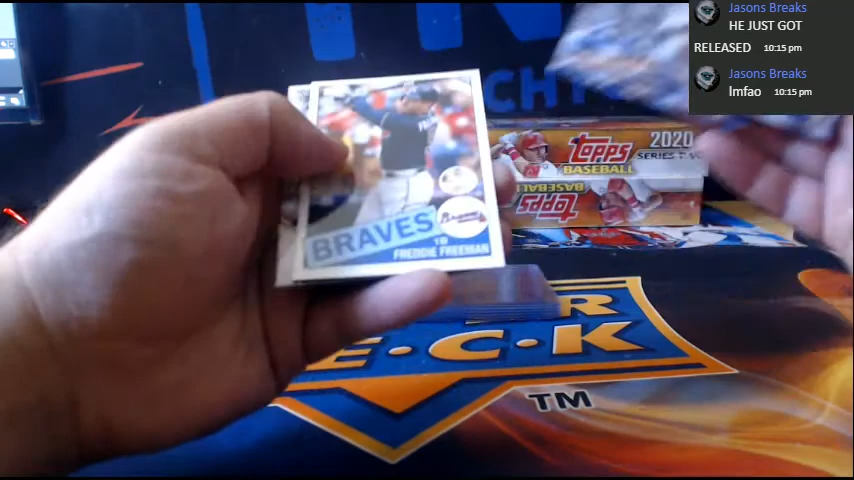 Jasons Breaks
HE JUST GOT
RELEASED 10:15 pm
Jasons Breaks
lmfao 10:15 pm
topps
BASEBALL
2020
SERIES
BASEBALL
topps
Braves
BRAVES
1B
FREDDIE FREEMAN
R
E·C·K
TM